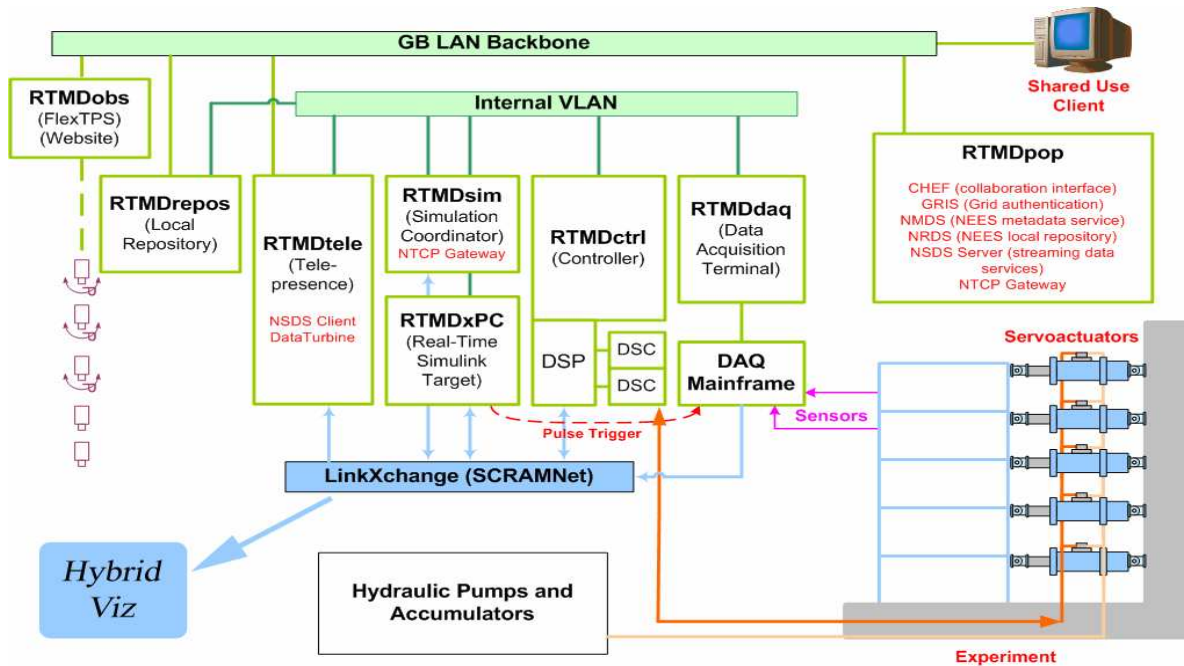 GB LAN Backbone
Shared Use
Client
RTMDobs
(FlexTPS)
(Website)
Internal VLAN
RTMDrepos
(Local
Repository)
RTMDtele
(Tele-
presence)
NSDS Client
DataTurbine
RTMDsim
(Simulation
Coordinator)
NTCP Gateway
RTMDxPC
(Real-Time
Simulink
Target)
RTMDctrl
(Controller)
DSP
DSC
DSC
RTMDdaq
(Data
Acquisition
Terminal)
DAQ
Mainframe
RTMDpop
CHEF (collaboration interface)
GRIS (Grid authentication)
NMDS (NEES metadata service)
NRDS (NEES local repository)
NSDS Server (streaming data
services)
NTCP Gateway
Servoactuators
Sensors
Pulse Trigger
LinkXchange (SCRAMNet)
Hybrid
Viz
Hydraulic Pumps and
Accumulators
Experiment